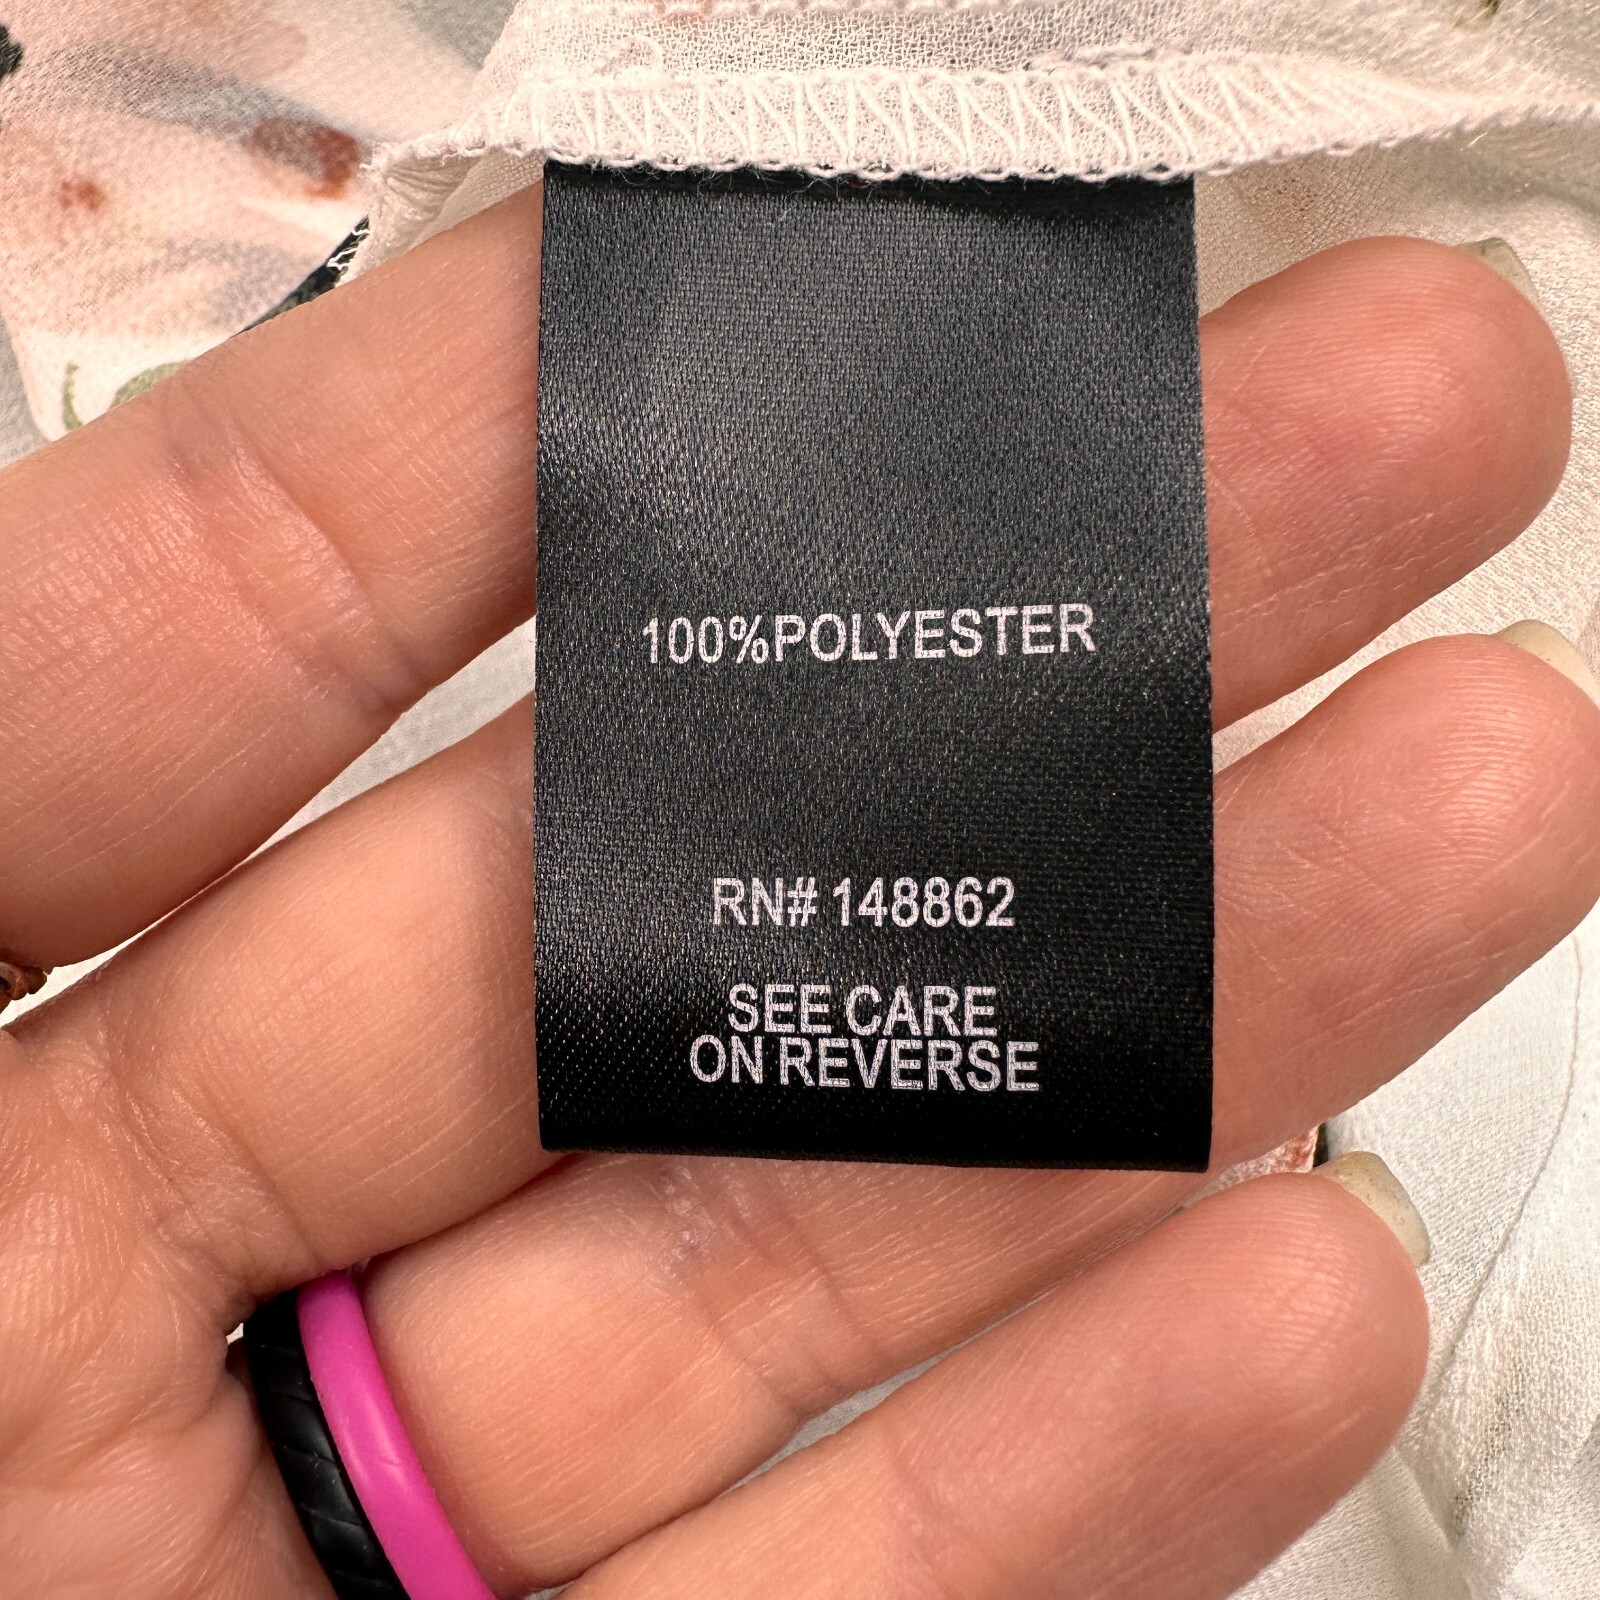 100%POLYESTER
RN# 148862
SEE CARE
ON REVERSE